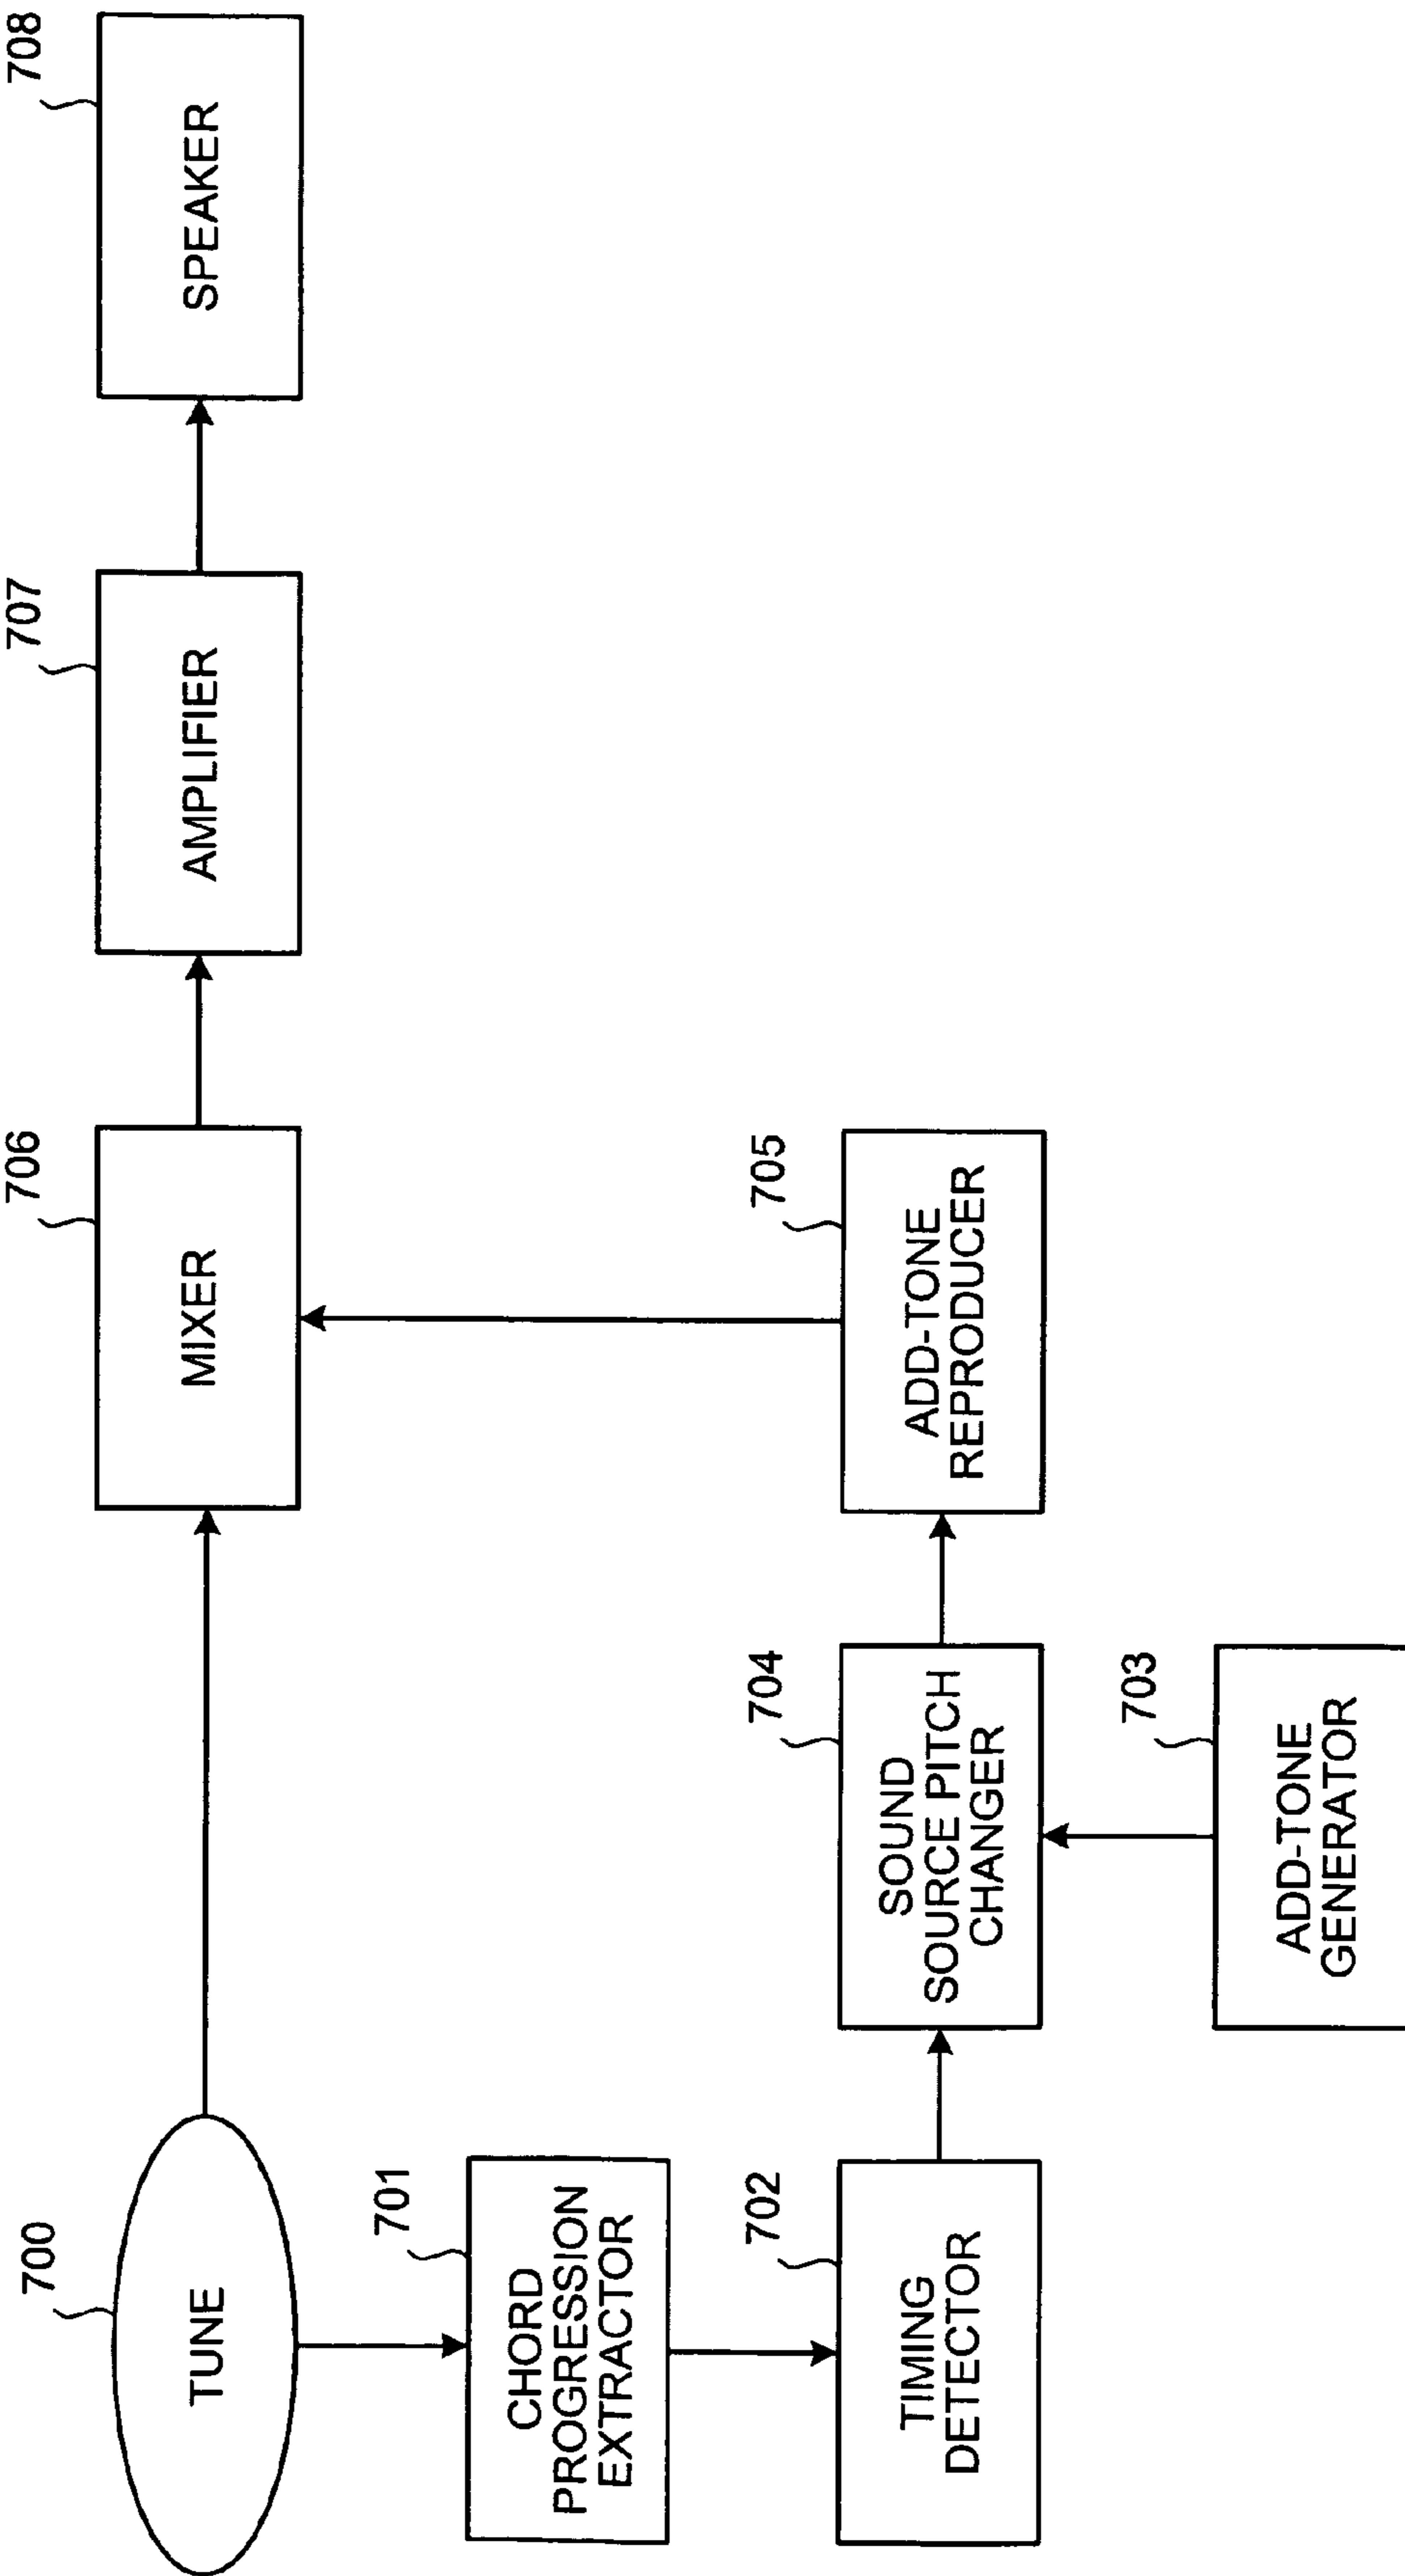 700
TUNE
706
MIXER
707
AMPLIFIER
708
SPEAKER
701
CHORD
PROGRESSION
EXTRACTOR
702
TIMING
DETECTOR
704
SOUND
SOURCE PITCH
CHANGER
705
ADD-TONE
REPRODUCER
703
ADD-TONE
GENERATOR